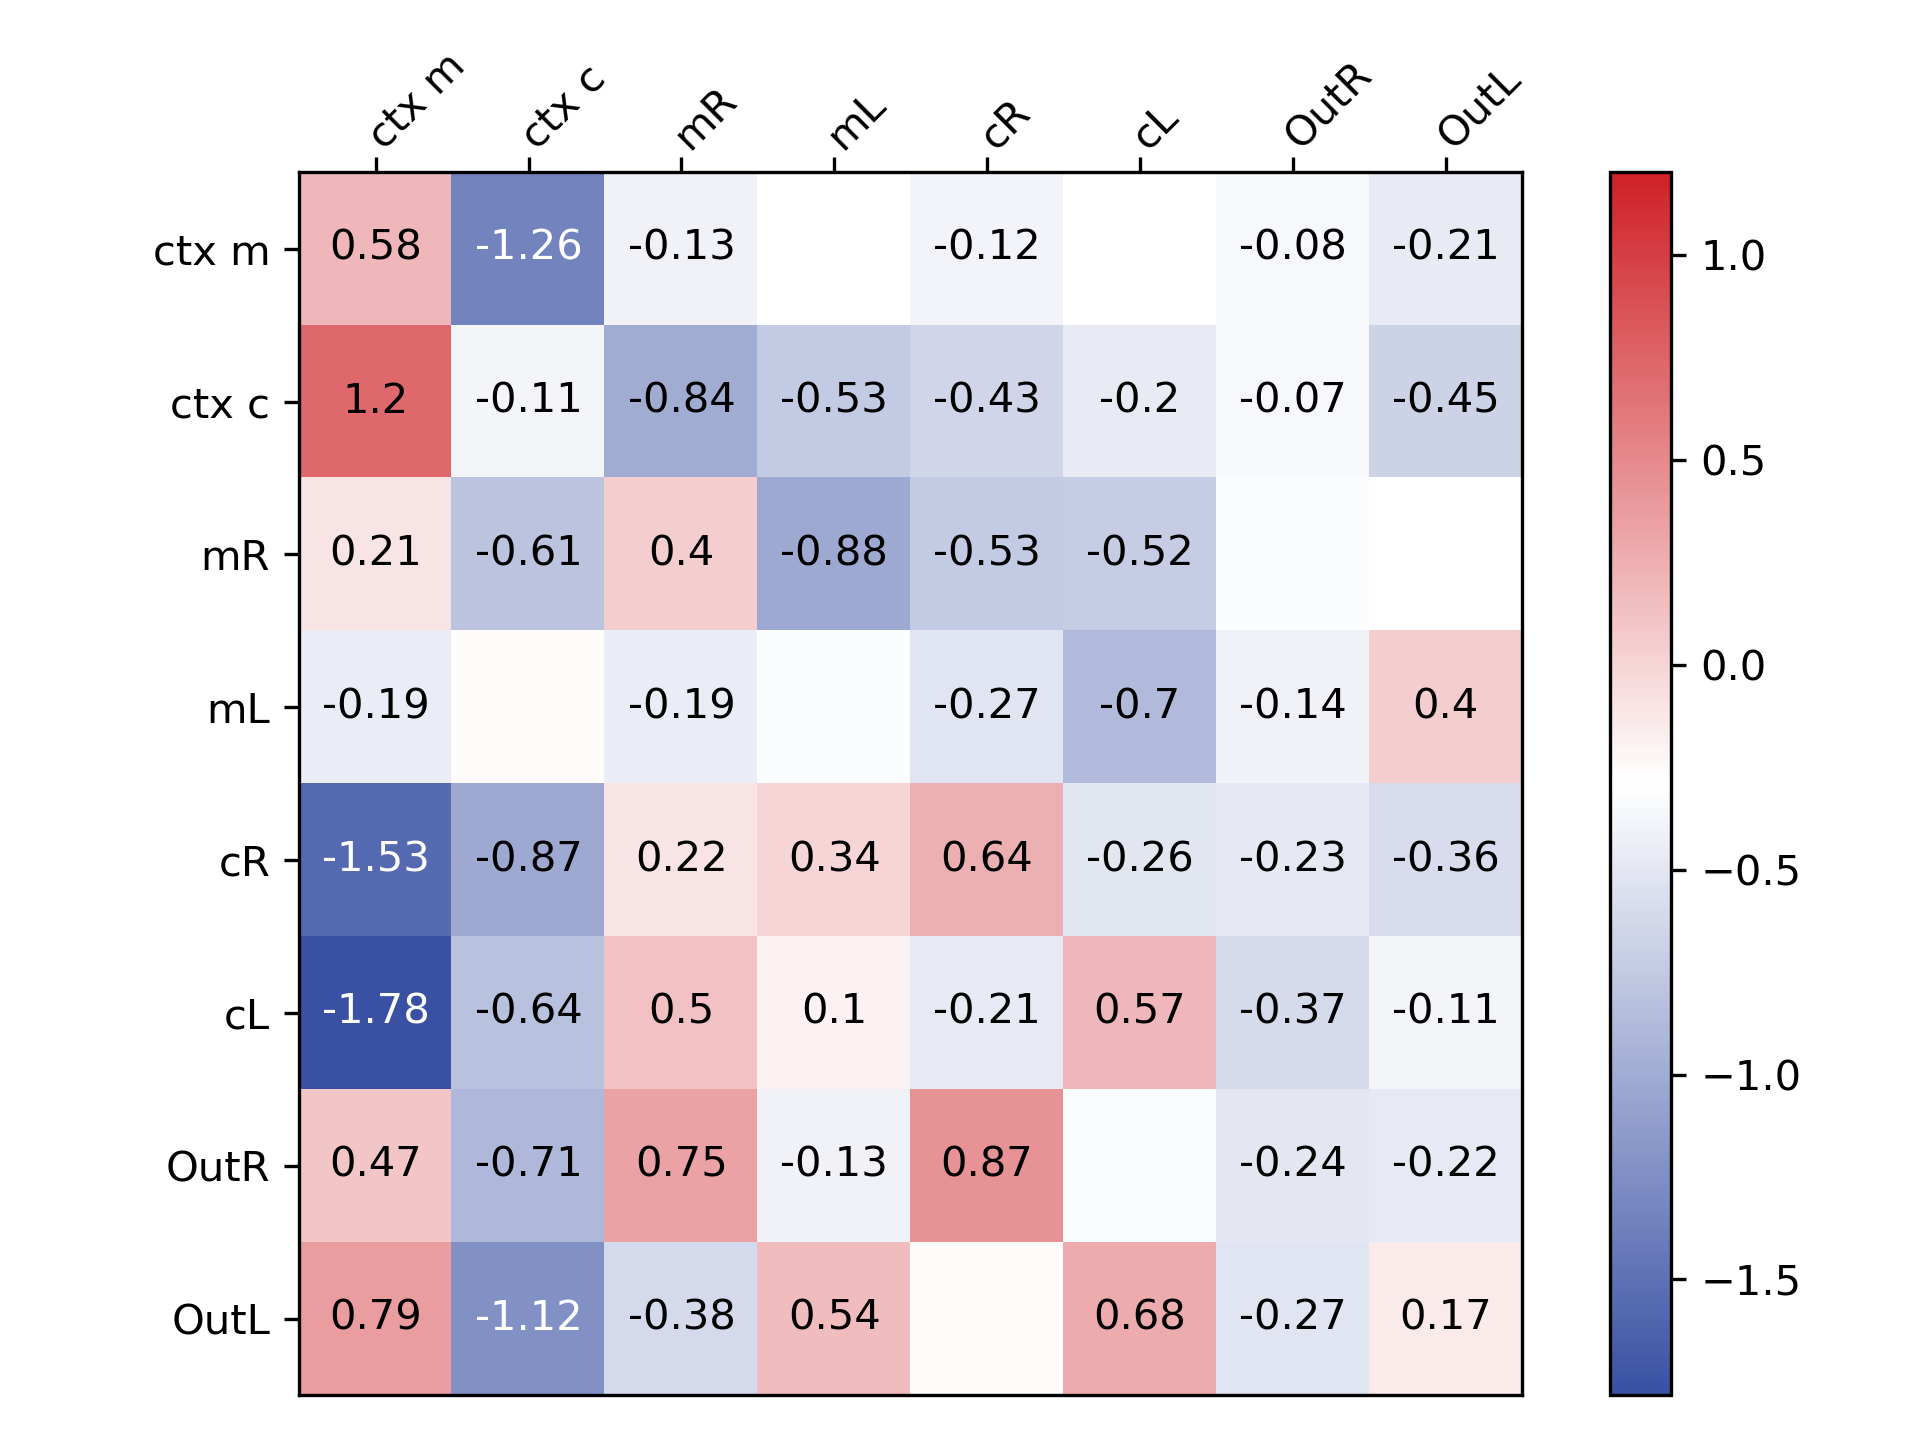 ctx m ctx c mR mL cR cL OutR OutL
ctx m 0.58 -1.26 -0.13 -0.12 -0.08 -0.21
1.0
ctx c 1.2 -0.11 -0.84 -0.53 -0.43 -0.2 -0.07 -0.45
0.5
mR 0.21 -0.61 0.4 -0.88 -0.53 -0.52
0.0
mL -0.19 -0.19 -0.27 -0.7 -0.14 0.4
cR -1.53 -0.87 0.22 0.34 0.64 -0.26 -0.23 -0.36
−0.5
cL -1.78 -0.64 0.5 0.1 -0.21 0.57 -0.37 -0.11
−1.0
OutR 0.47 -0.71 0.75 -0.13 0.87 -0.24 -0.22
−1.5
OutL 0.79 -1.12 -0.38 0.54 0.68 -0.27 0.17